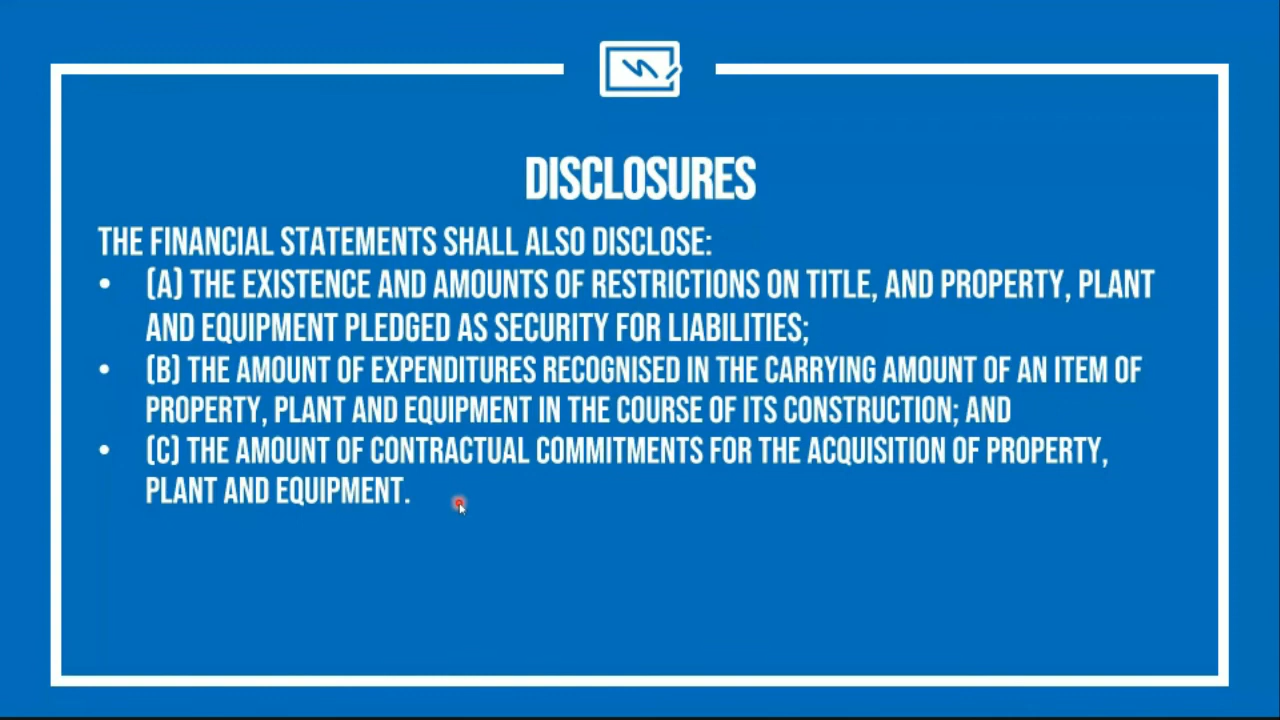 DISCLOSURES
THE FINANCIAL STATEMENTS SHALL ALSO DISCLOSE:
• (A) THE EXISTENCE AND AMOUNTS OF RESTRICTIONS ON TITLE, AND PROPERTY, PLANT
AND EQUIPMENT PLEDGED AS SECURITY FOR LIABILITIES;
• (B) THE AMOUNT OF EXPENDITURES RECOGNISED IN THE CARRYING AMOUNT OF AN ITEM OF
PROPERTY, PLANT AND EQUIPMENT IN THE COURSE OF ITS CONSTRUCTION; AND
• (C) THE AMOUNT OF CONTRACTUAL COMMITMENTS FOR THE ACQUISITION OF PROPERTY,
PLANT AND EQUIPMENT.